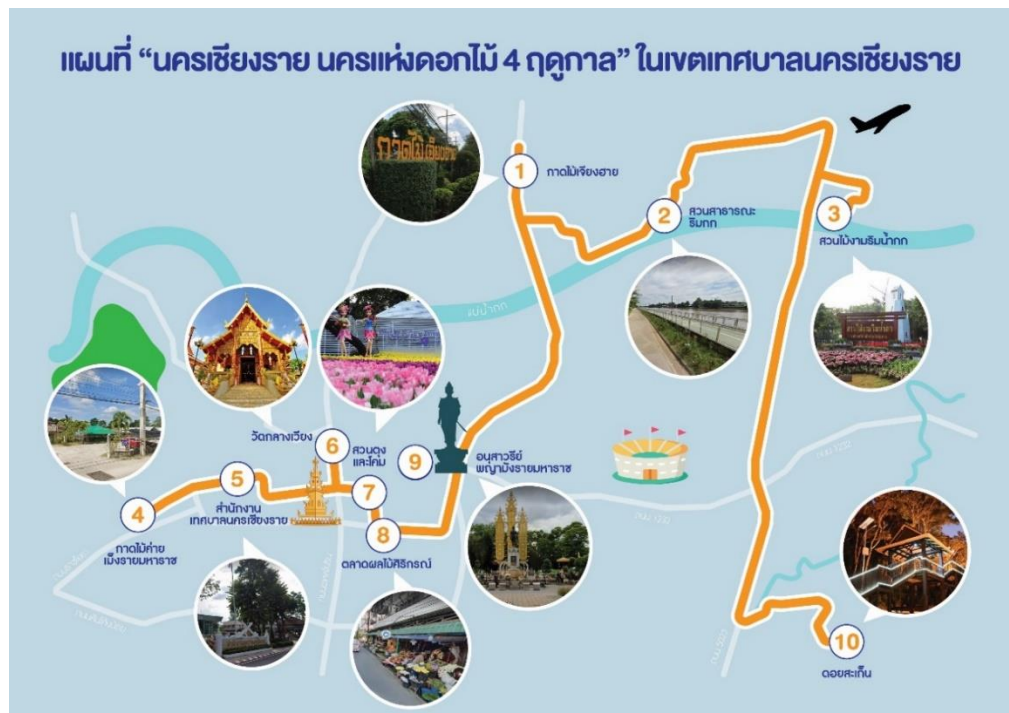 แผนที่ “นครเชียงราย นครแห่งดอกไม้ 4 ฤดูกาล” ในเขตเทศบาลนครเชียงราย
1
กาดไม้เจียงฮาย
2
สวนสาธารณะ
ริมกก
3
สวนไม้งามริมน้ำกก
แม่น้ำกก
วัดกลางเวียง
6
สวนตุง
และโคม
9
อนุสาวรีย์
พญามังรายมหาราช
5
สำนักงาน
เทศบาลนครเชียงราย
4
กาดไม้ค่าย
เม็งรายมหาราช
7
8
ตลาดผลไม้ศิริกรณ์
10
ดอยสะเก็น